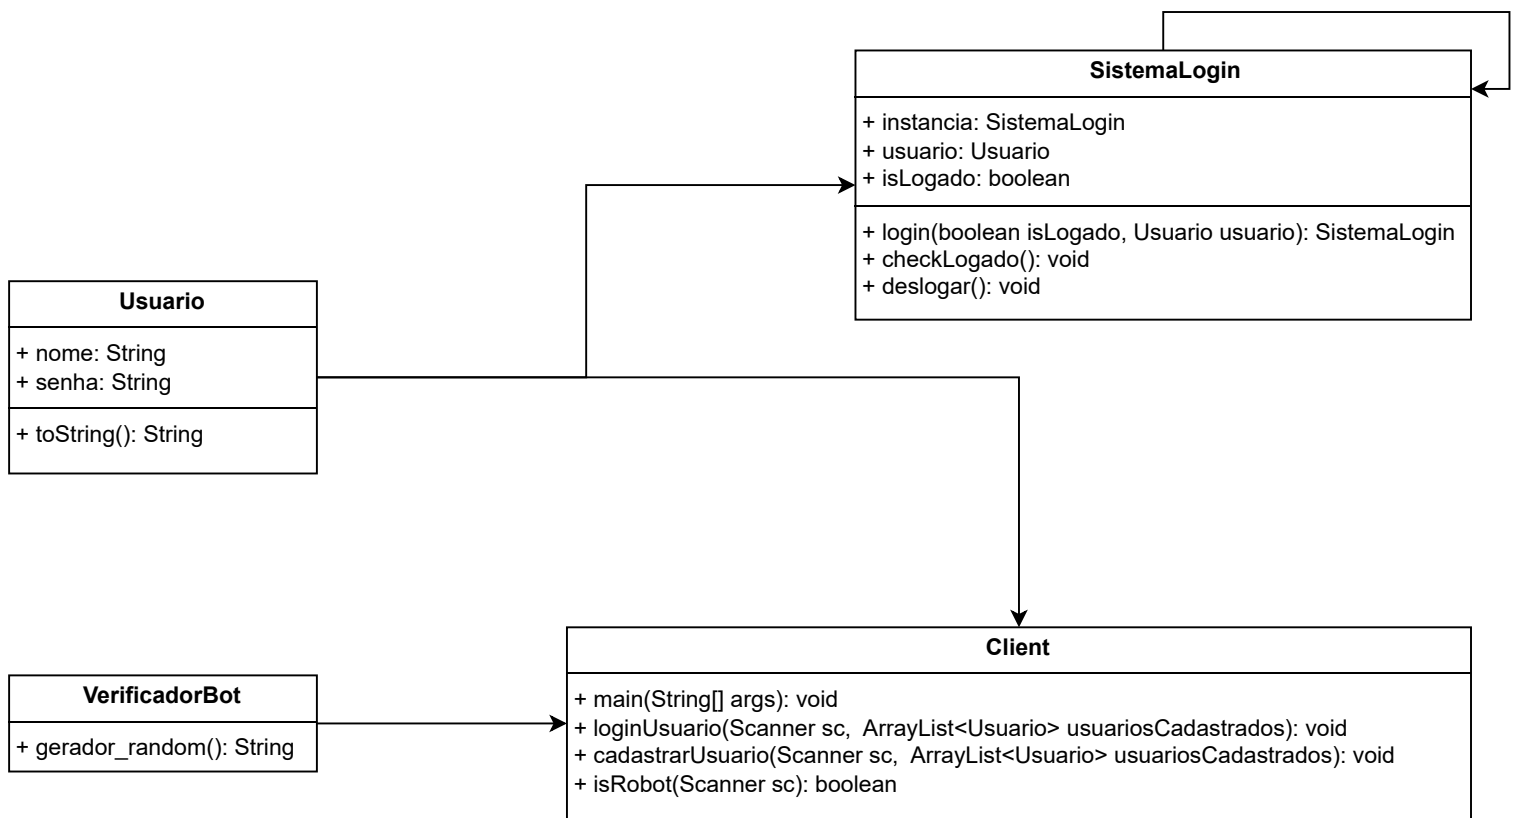 SistemaLogin
+ instancia: SistemaLogin
+ usuario: Usuario
+ isLogado: boolean
+ login(boolean isLogado, Usuario usuario): SistemaLogin
+ checkLogado(): void
+ deslogar(): void
Usuario
+ nome: String
+ senha: String
+ toString(): String
VerificadorBot
+ gerador_random(): String
Client
+ main(String[] args): void
+ loginUsuario(Scanner sc, ArrayList<Usuario> usuariosCadastrados): void
+ cadastrarUsuario(Scanner sc, ArrayList<Usuario> usuariosCadastrados): void
+ isRobot(Scanner sc): boolean